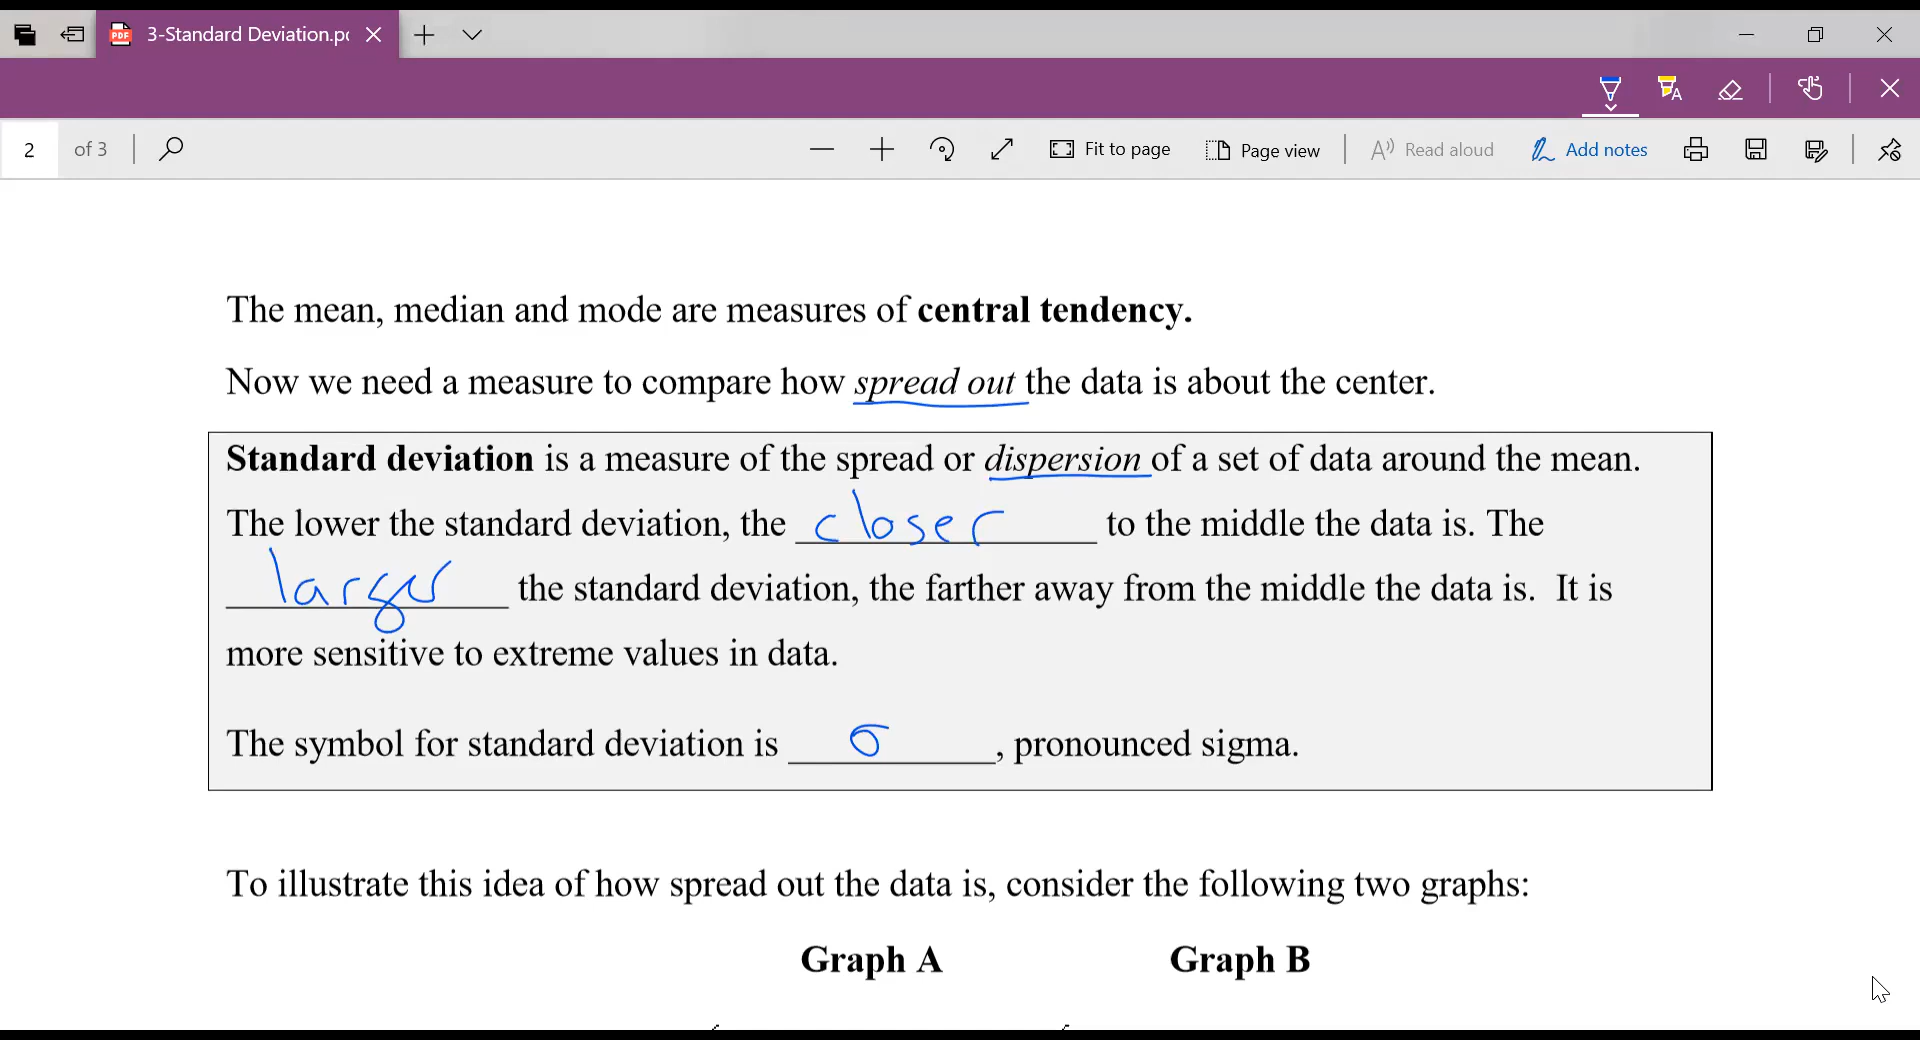 3-Standard Deviation.pd
2 of 3 Fit to page Page view Read aloud Add notes
The mean, median and mode are measures of central tendency.
Now we need a measure to compare how spread out the data is about the center.
Standard deviation is a measure of the spread or dispersion of a set of data around the mean.
The lower the standard deviation, the closer to the middle the data is. The
larger the standard deviation, the farther away from the middle the data is. It is
more sensitive to extreme values in data.
The symbol for standard deviation is σ, pronounced sigma.
To illustrate this idea of how spread out the data is, consider the following two graphs:
Graph A Graph B